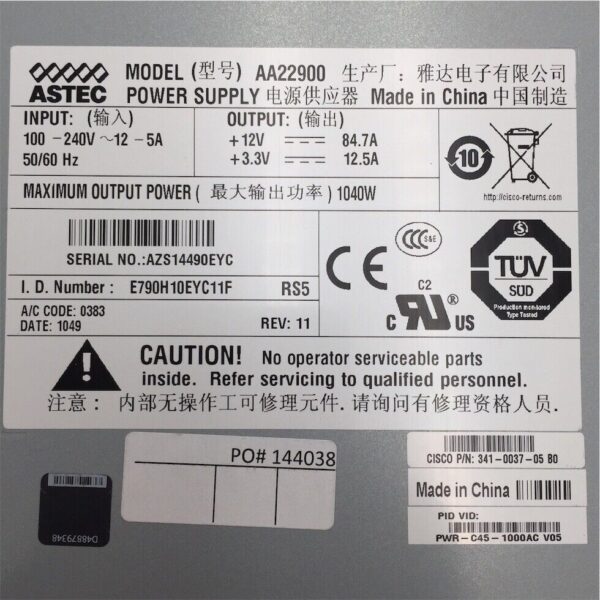 ASTEC
MODEL (型号) AA22900 生产厂: 雅达电子有限公司
POWER SUPPLY 电源供应器 Made in China 中国制造
INPUT: (输入)
100 -240V ~12 -5A
50/60 Hz
OUTPUT: (输出)
+12V 84.7A
+3.3V 12.5A
10
http://cisco-returns.com
MAXIMUM OUTPUT POWER ( 最大输出功率 ) 1040W
SERIAL NO.:AZS14490EYC
I.D. Number: E790H10EYC11F RS5
A/C CODE: 0383
DATE: 1049
REV: 11
CE
CCC S&E
C2
C RU US
S
TÜV
SÜD
Production monitored
Type Tested
CAUTION! No operator serviceable parts
inside. Refer servicing to qualified personnel.
注意: 内部无操作工可修理元件. 请询问有修理资格人员.
PO# 144038
D48879348
CISCO P/N: 341-0037-05 B0
Made in China
PID VID:
PWR-C45-1000AC V05